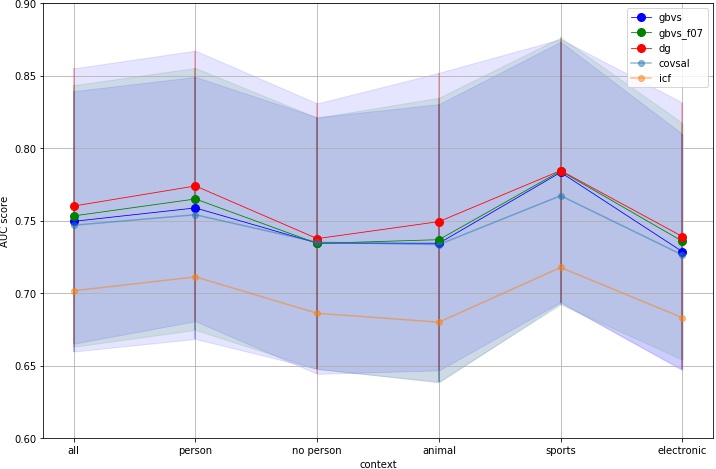 0.90
0.85
0.80
0.75
0.70
0.65
0.60
AUC score
all person no person animal sports electronic
context
gbvs
gbvs_f07
dg
covsal
icf